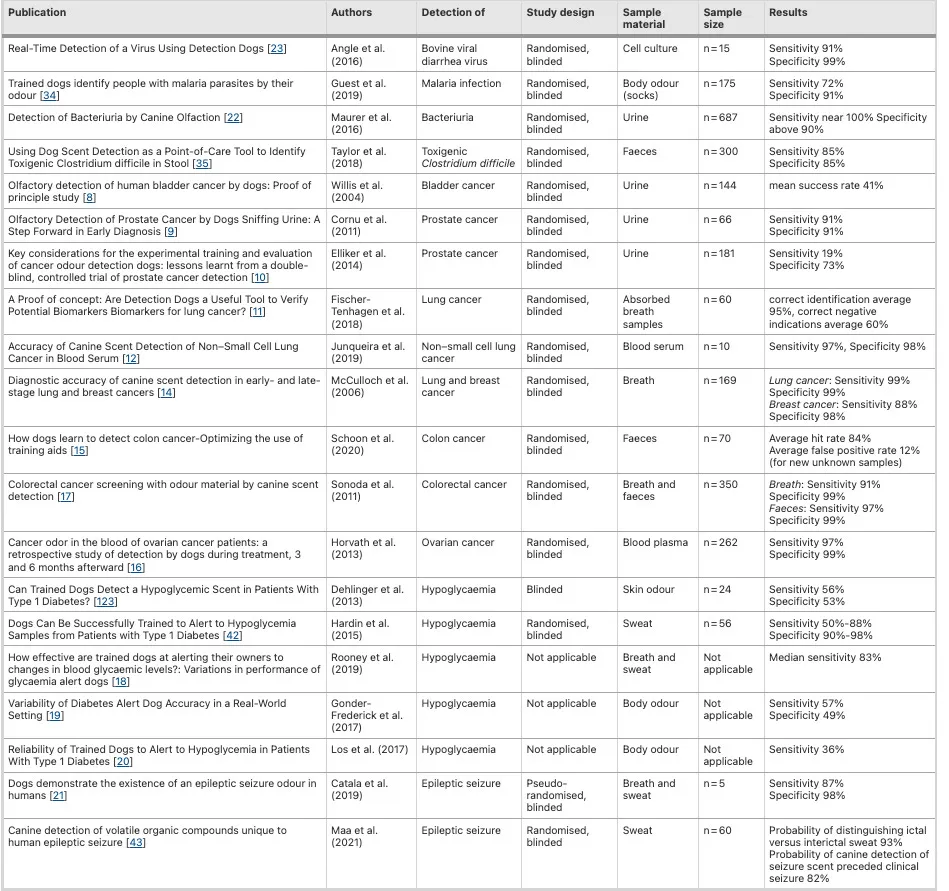 Publication Authors Detection of Study design Sample material Sample size Results
Real-Time Detection of a Virus Using Detection Dogs [23] Angle et al. (2016) Bovine viral diarrhea virus Randomised, blinded Cell culture n=15 Sensitivity 91% Specificity 99%
Trained dogs identify people with malaria parasites by their odour [34] Guest et al. (2019) Malaria infection Randomised, blinded Body odour (socks) n=175 Sensitivity 72% Specificity 91%
Detection of Bacteriuria by Canine Olfaction [22] Maurer et al. (2016) Bacteriuria Randomised, blinded Urine n=687 Sensitivity near 100% Specificity above 90%
Using Dog Scent Detection as a Point-of-Care Tool to Identify Toxigenic Clostridium difficile in Stool [35] Taylor et al. (2018) Toxigenic Clostridium difficile Randomised, blinded Faeces n=300 Sensitivity 85% Specificity 85%
Olfactory detection of human bladder cancer by dogs: Proof of principle study [8] Willis et al. (2004) Bladder cancer Randomised, blinded Urine n=144 mean success rate 41%
Olfactory Detection of Prostate Cancer by Dogs Sniffing Urine: A Step Forward in Early Diagnosis [9] Cornu et al. (2011) Prostate cancer Randomised, blinded Urine n=66 Sensitivity 91% Specificity 91%
Key considerations for the experimental training and evaluation of cancer odour detection dogs: lessons learnt from a double-blind, controlled trial of prostate cancer detection [10] Elliker et al. (2014) Prostate cancer Randomised, blinded Urine n=181 Sensitivity 19% Specificity 73%
A Proof of concept: Are Detection Dogs a Useful Tool to Verify Potential Biomarkers Biomarkers for lung cancer? [11] Fischer-Tenhagen et al. (2018) Lung cancer Randomised, blinded Absorbed breath samples n=60 correct identification average 95%, correct negative indications average 60%
Accuracy of Canine Scent Detection of Non–Small Cell Lung Cancer in Blood Serum [12] Junqueira et al. (2019) Non–small cell lung cancer Randomised, blinded Blood serum n=10 Sensitivity 97%, Specificity 98%
Diagnostic accuracy of canine scent detection in early- and late-stage lung and breast cancers [14] McCulloch et al. (2006) Lung and breast cancer Randomised, blinded Breath n=169 Lung cancer: Sensitivity 99% Specificity 99% Breast cancer: Sensitivity 88% Specificity 98%
How dogs learn to detect colon cancer-Optimizing the use of training aids [15] Schoon et al. (2020) Colon cancer Randomised, blinded Faeces n=70 Average hit rate 84% Average false positive rate 12% (for new unknown samples)
Colorectal cancer screening with odour material by canine scent detection [17] Sonoda et al. (2011) Colorectal cancer Randomised, blinded Breath and faeces n=350 Breath: Sensitivity 91% Specificity 99% Faeces: Sensitivity 97% Specificity 99%
Cancer odor in the blood of ovarian cancer patients: a retrospective study of detection by dogs during treatment, 3 and 6 months afterward [16] Horvath et al. (2013) Ovarian cancer Randomised, blinded Blood plasma n=262 Sensitivity 97% Specificity 99%
Can Trained Dogs Detect a Hypoglycemic Scent in Patients With Type 1 Diabetes? [123] Dehlinger et al. (2013) Hypoglycaemia Blinded Skin odour n=24 Sensitivity 56% Specificity 53%
Dogs Can Be Successfully Trained to Alert to Hypoglycemia Samples from Patients with Type 1 Diabetes [42] Hardin et al. (2015) Hypoglycaemia Randomised, blinded Sweat n=56 Sensitivity 50%-88% Specificity 90%-98%
How effective are trained dogs at alerting their owners to changes in blood glycaemic levels?: Variations in performance of glycaemia alert dogs [18] Rooney et al. (2019) Hypoglycaemia Not applicable Breath and sweat Not applicable Median sensitivity 83%
Variability of Diabetes Alert Dog Accuracy in a Real-World Setting [19] Gonder-Frederick et al. (2017) Hypoglycaemia Not applicable Body odour Not applicable Sensitivity 57% Specificity 49%
Reliability of Trained Dogs to Alert to Hypoglycemia in Patients With Type 1 Diabetes [20] Los et al. (2017) Hypoglycaemia Not applicable Body odour Not applicable Sensitivity 36%
Dogs demonstrate the existence of an epileptic seizure odour in humans [21] Catala et al. (2019) Epileptic seizure Pseudo-randomised, blinded Breath and sweat n=5 Sensitivity 87% Specificity 98%
Canine detection of volatile organic compounds unique to human epileptic seizure [43] Maa et al. (2021) Epileptic seizure Randomised, blinded Sweat n=60 Probability of distinguishing ictal versus interictal sweat 93% Probability of canine detection of seizure scent preceded clinical seizure 82%